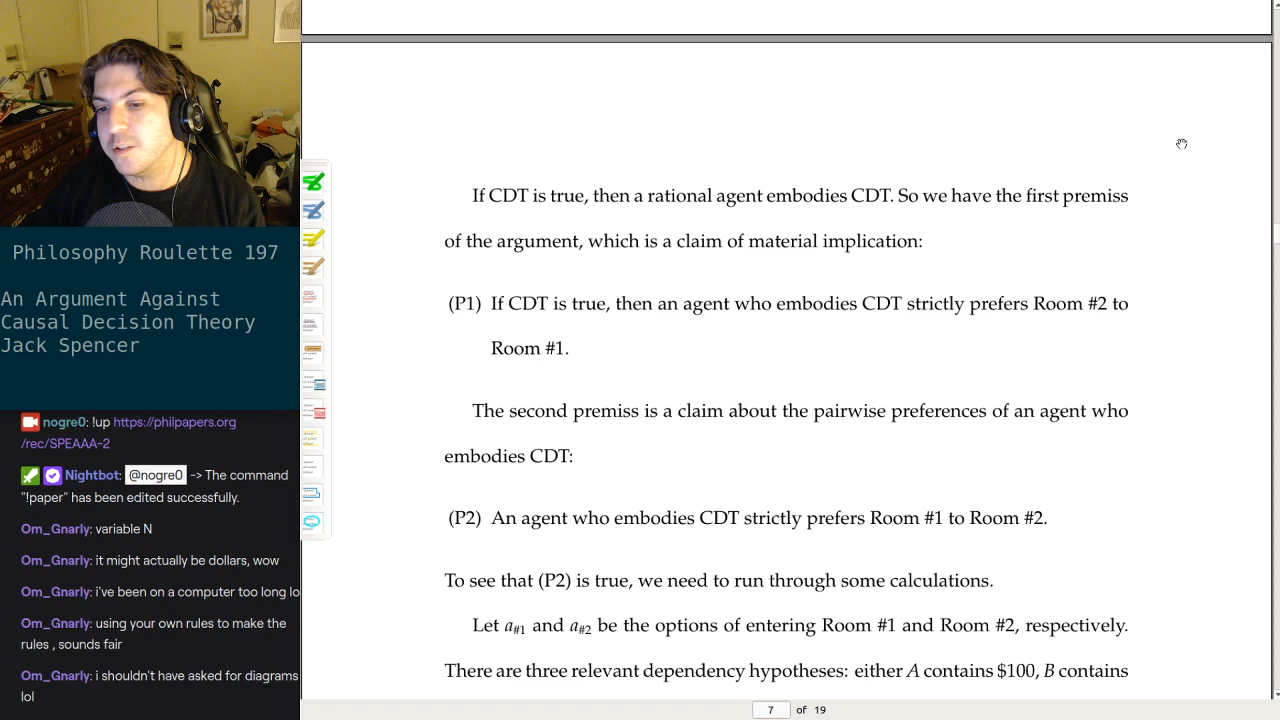 Philosophy Roulette 197
An Argument Against
Causal Decision Theory
Jack Spencer
nogre0: !up https://philpapers.org
/rec/SPEAAA-2
Nightbot: @nogre0 -> The command
"!paper" has been edited successfully.
Om_Gnarly: variable N
Om_Gnarly: it might actually be dollars, wow
Om_Gnarly: i've been on a computer too long lo
Om_Gnarly: using your own rules to make the
rules , sounds fair
Om_Gnarly: i shouldn't have asked for diagrams
lol
If CDT is true, then a rational agent embodies CDT. So we have the first premiss
of the argument, which is a claim of material implication:
(P1) If CDT is true, then an agent who embodies CDT strictly prefers Room #2 to
Room #1.
The second premiss is a claim about the pairwise preferences of an agent who
embodies CDT:
(P2) An agent who embodies CDT strictly prefers Room #1 to Room #2.
To see that (P2) is true, we need to run through some calculations.
Let a#1 and a#2 be the options of entering Room #1 and Room #2, respectively.
There are three relevant dependency hypotheses: either A contains $100, B contains
7 of 19